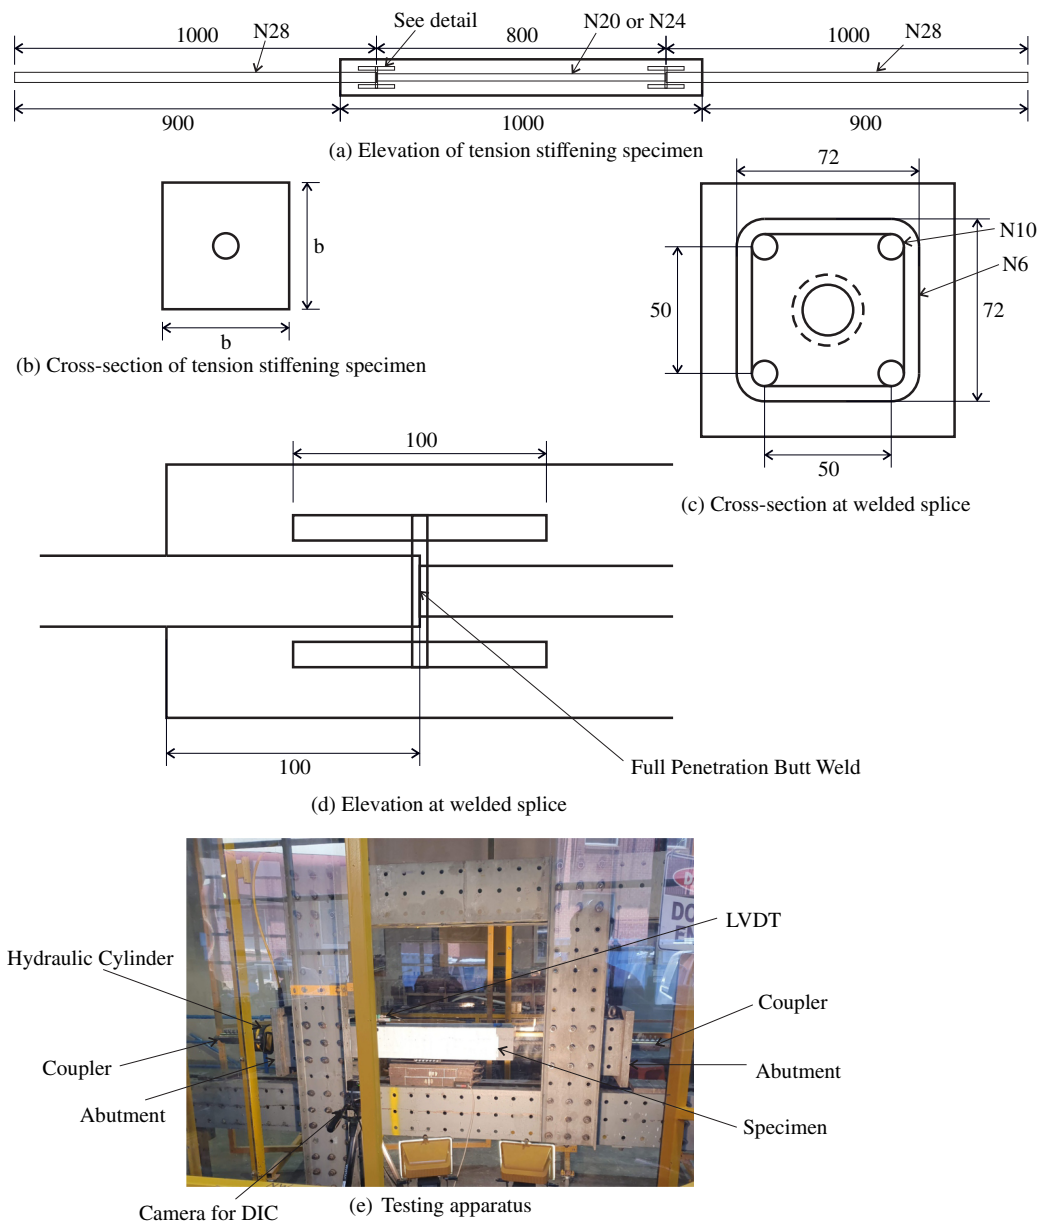 See detail
N28
1000
N20 or N24
800
N28
1000
900
1000
900
(a) Elevation of tension stiffening specimen
b
b
(b) Cross-section of tension stiffening specimen
72
N10
N6
50
72
50
(c) Cross-section at welded splice
100
100
Full Penetration Butt Weld
(d) Elevation at welded splice
LVDT
Hydraulic Cylinder
Coupler
Coupler
Abutment
Abutment
Specimen
Camera for DIC
(e) Testing apparatus